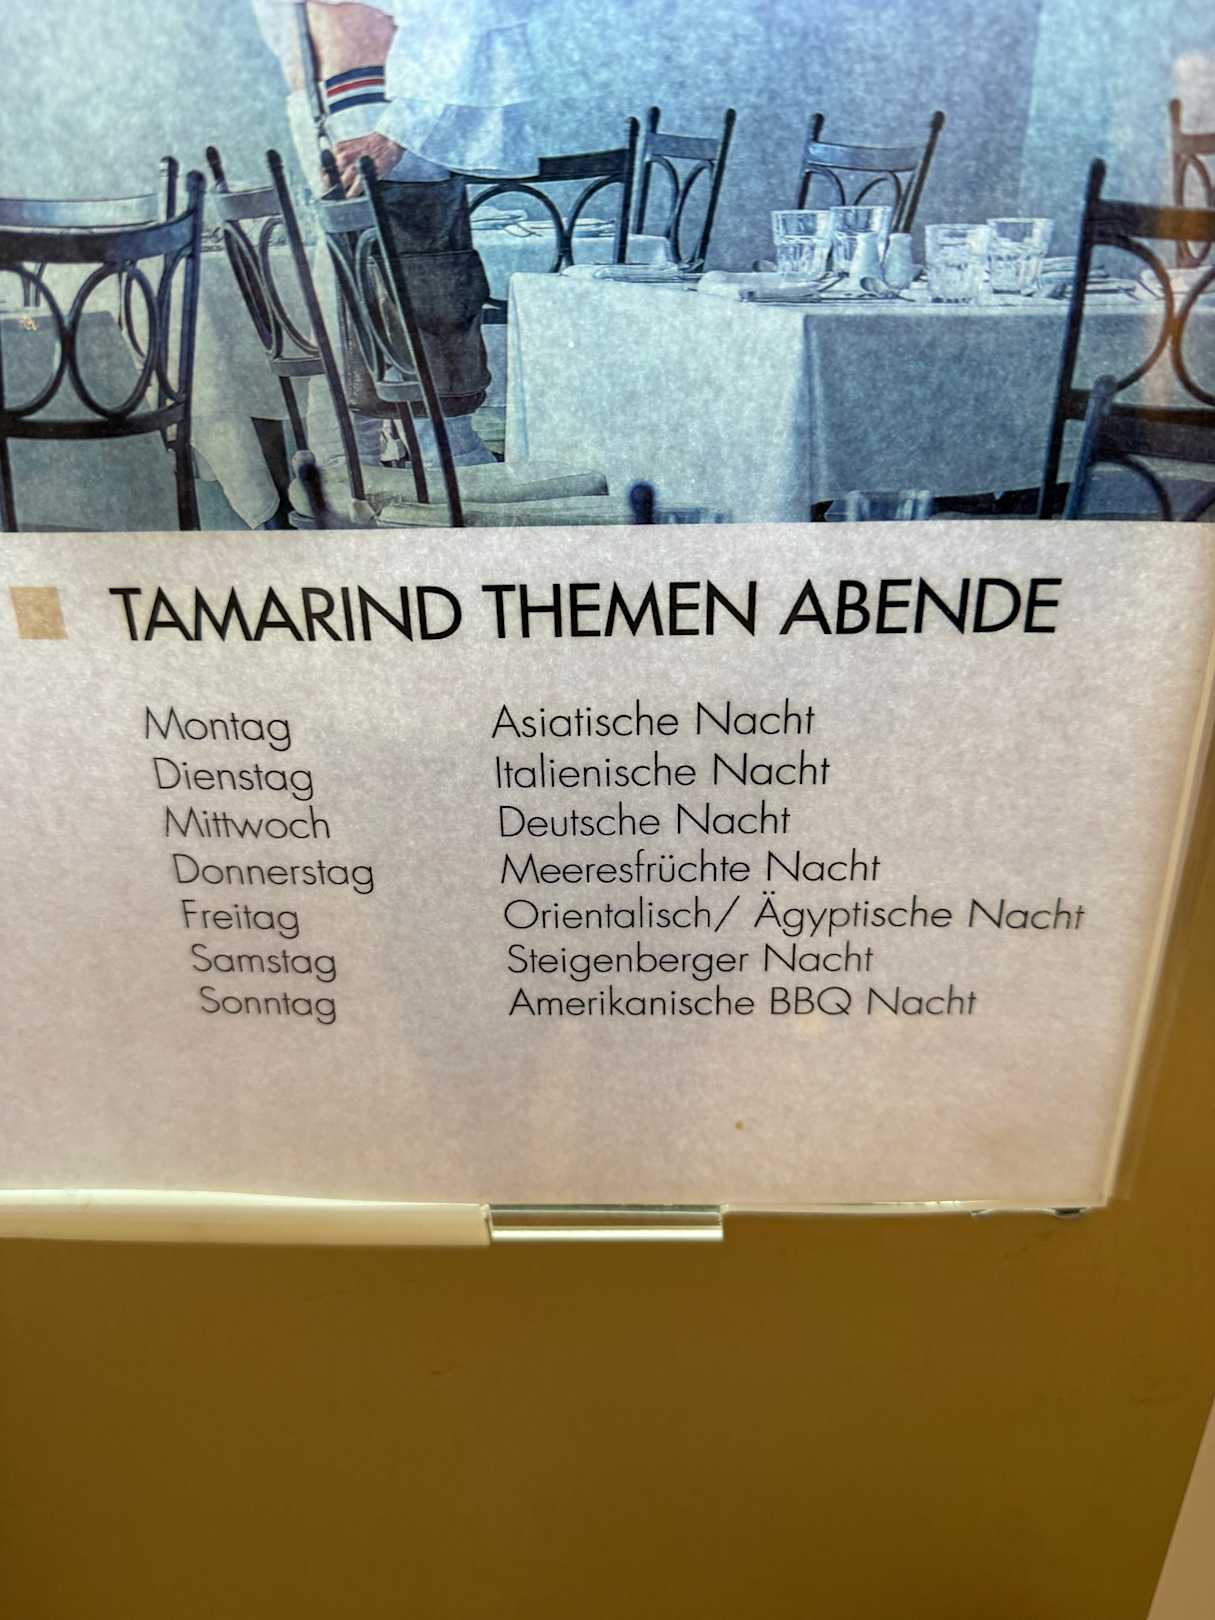 TAMARIND THEMEN ABENDE
Montag Asiatische Nacht
Dienstag Italienische Nacht
Mittwoch Deutsche Nacht
Donnerstag Meeresfrüchte Nacht
Freitag Orientalisch/ Ägyptische Nacht
Samstag Steigenberger Nacht
Sonntag Amerikanische BBQ Nacht